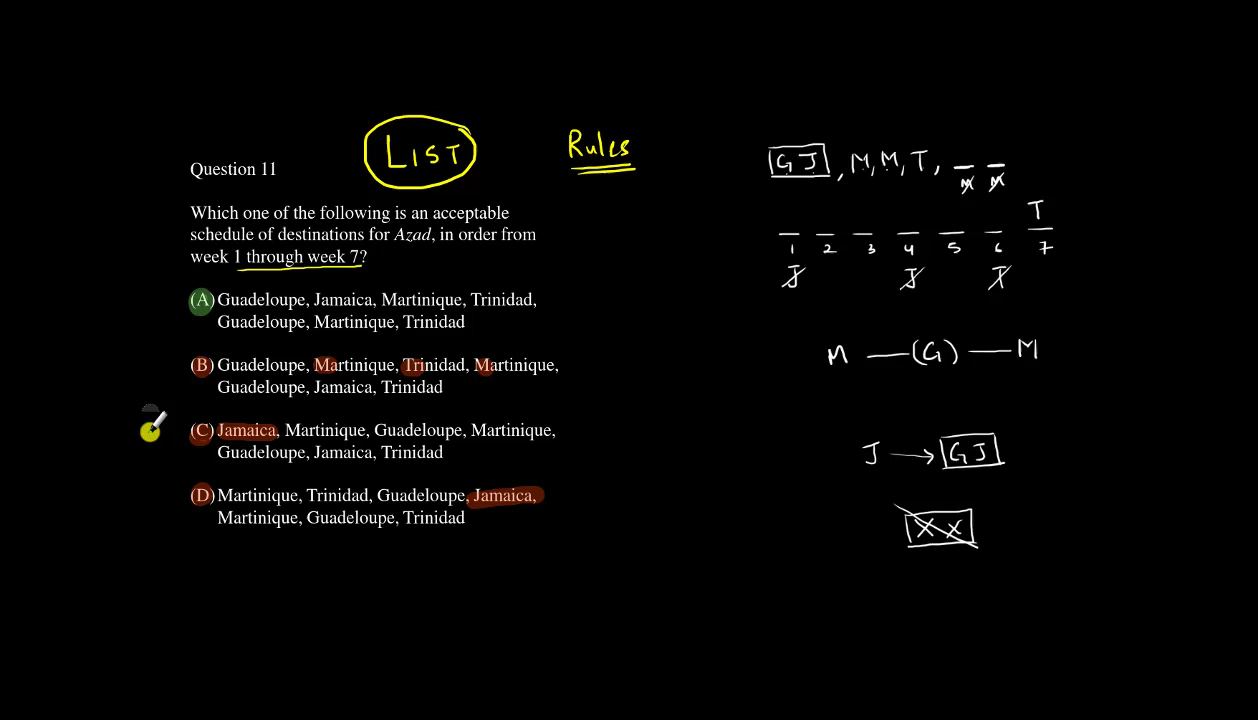 LIST
Rules
Question 11
Which one of the following is an acceptable
schedule of destinations for Azad, in order from
week 1 through week 7?
(A) Guadeloupe, Jamaica, Martinique, Trinidad,
Guadeloupe, Martinique, Trinidad
(B) Guadeloupe, Martinique, Trinidad, Martinique,
Guadeloupe, Jamaica, Trinidad
(C) Jamaica, Martinique, Guadeloupe, Martinique,
Guadeloupe, Jamaica, Trinidad
(D) Martinique, Trinidad, Guadeloupe, Jamaica,
Martinique, Guadeloupe, Trinidad
G J, M, M, T, _ _
M M
T
1 2 3 4 5 6 7
J J T
M —(G)— M
J → G J
X X